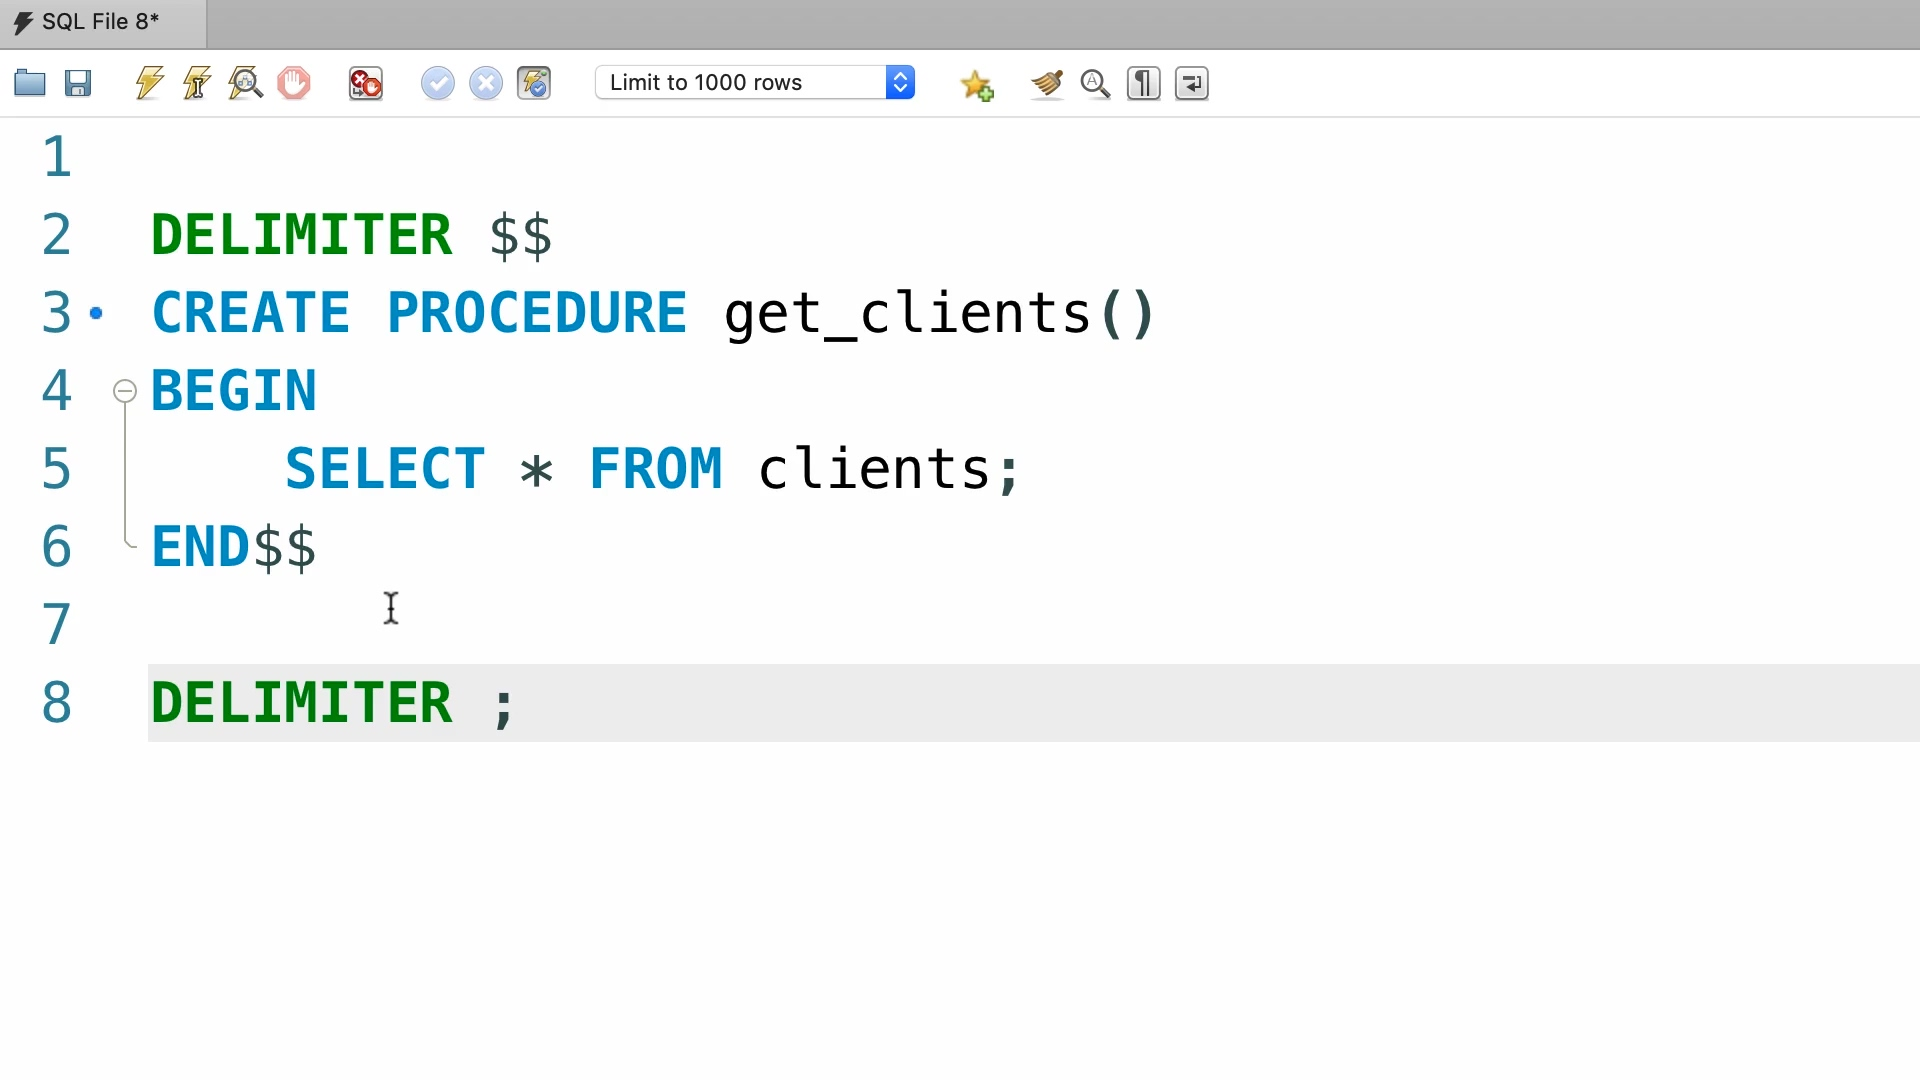 SQL File 8*
Limit to 1000 rows
1
2 DELIMITER $$
3 CREATE PROCEDURE get_clients()
4 BEGIN
5 SELECT * FROM clients;
6 END$$
7
8 DELIMITER ;